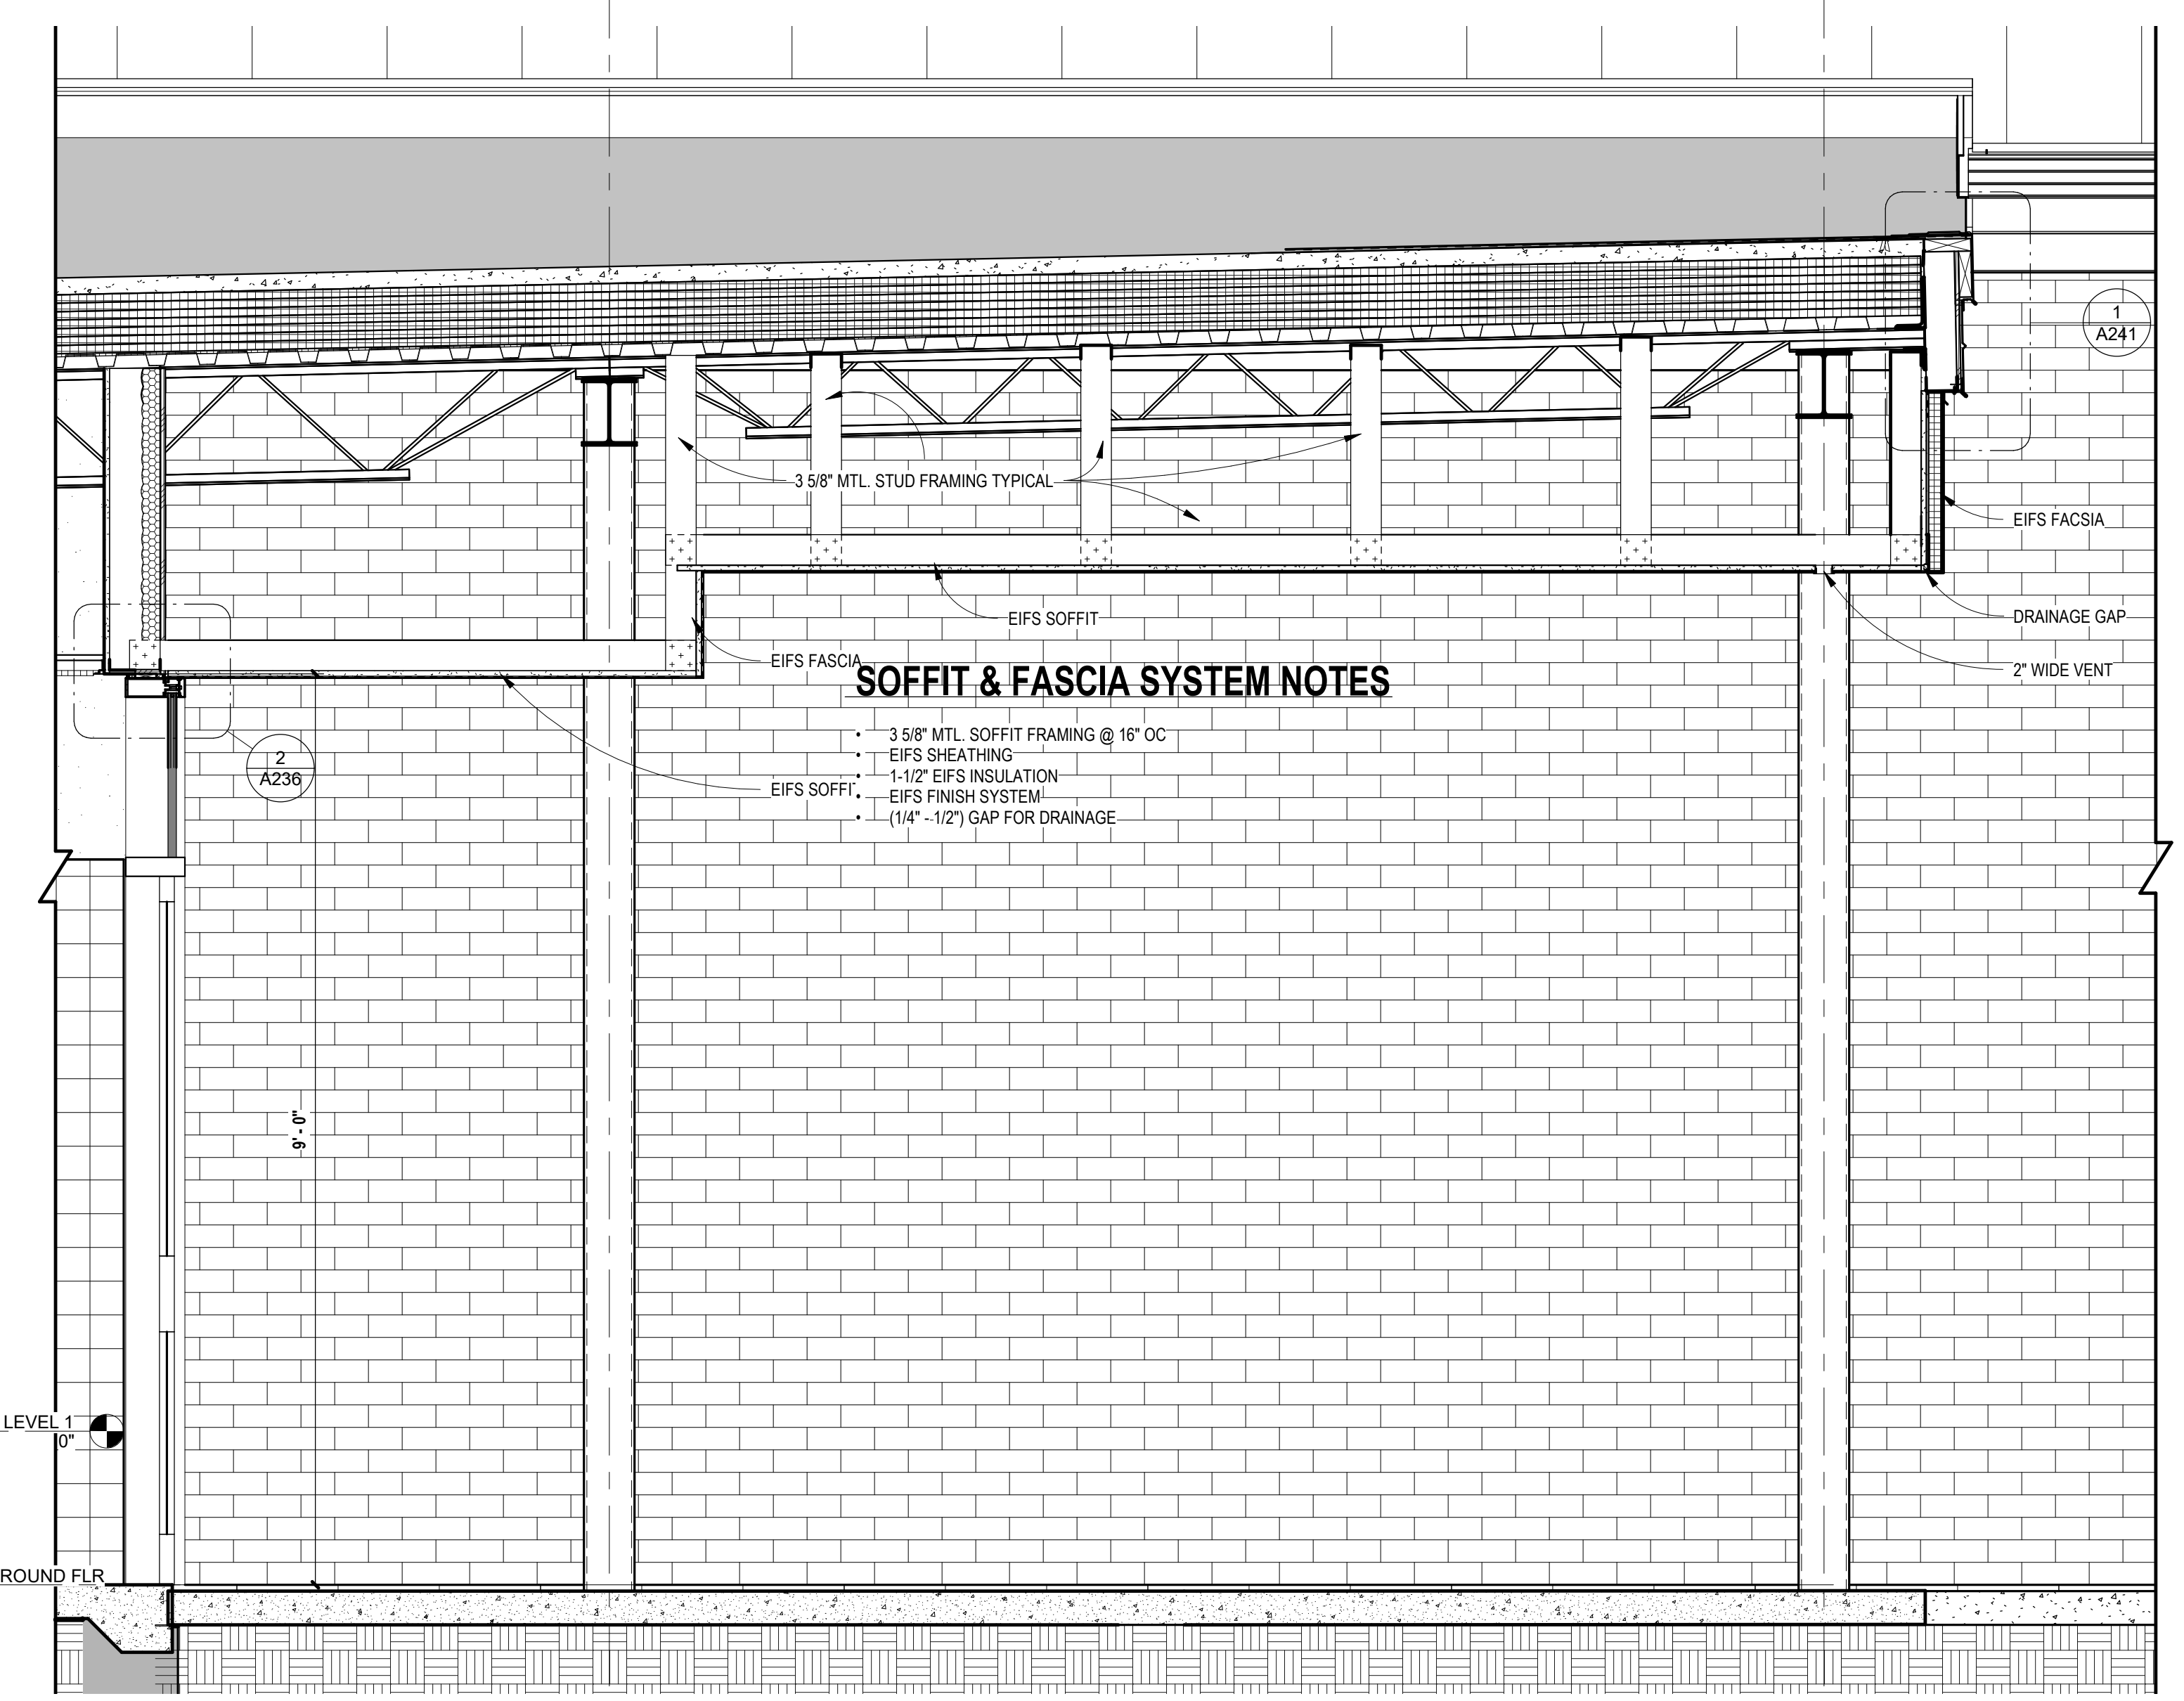 1
A241
3 5/8" MTL. STUD FRAMING TYPICAL
EIFS FACSIA
EIFS SOFFIT
DRAINAGE GAP
EIFS FASCIA
2" WIDE VENT
SOFFIT & FASCIA SYSTEM NOTES
• 3 5/8" MTL. SOFFIT FRAMING @ 16" OC
• EIFS SHEATHING
• 1-1/2" EIFS INSULATION
• EIFS FINISH SYSTEM
• (1/4" - 1/2") GAP FOR DRAINAGE
2
A236
EIFS SOFFIT
9' - 0"
LEVEL 1
0"
ROUND FLR